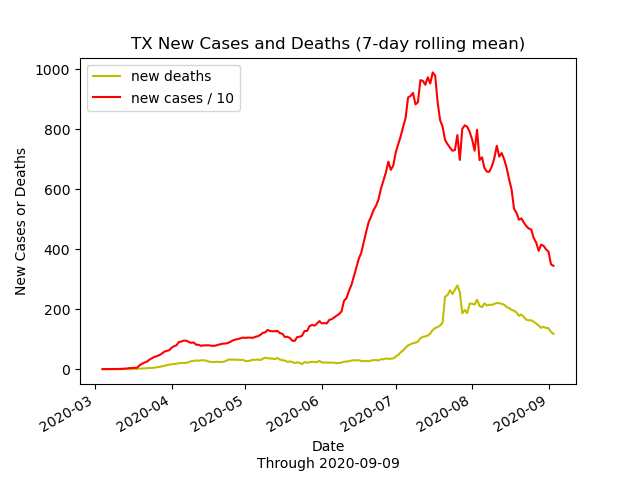 TX New Cases and Deaths (7-day rolling mean)
new deaths
new cases / 10
New Cases or Deaths
1000
800
600
400
200
0
2020-03
2020-04
2020-05
2020-06
2020-07
2020-08
2020-09
Date
Through 2020-09-09